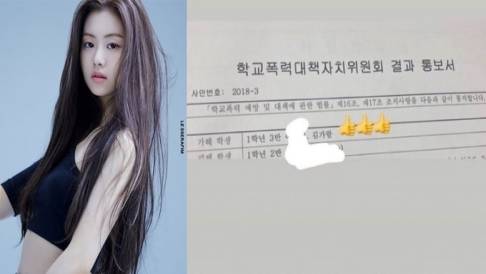 학교폭력대책자치위원회 결과 통보서
사안번호: 2018-3
「학교폭력 예방 및 대책에 관한 법률」제16조, 제17조 조치사항을 다음과 같이 통지합니다.
가해 학생 1학년 3반 김가람
학생 1학년 2반